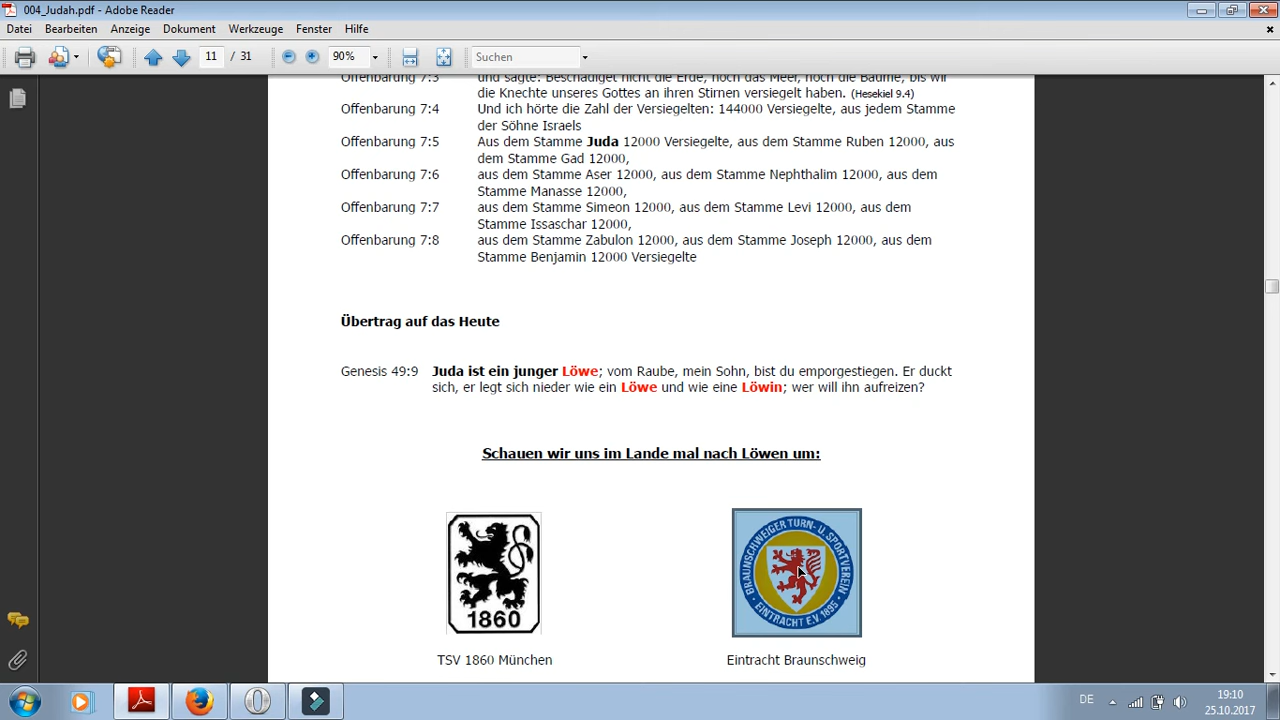 004_Judah.pdf - Adobe Reader
Datei Bearbeiten Anzeige Dokument Werkzeuge Fenster Hilfe
11 / 31 90% Suchen
Offenbarung 7:3 und sagte: Beschädiget nicht die Erde, noch das Meer, noch die Bäume, bis wir
die Knechte unseres Gottes an ihren Stirnen versiegelt haben. (Hesekiel 9.4)
Offenbarung 7:4 Und ich hörte die Zahl der Versiegelten: 144000 Versiegelte, aus jedem Stamme
der Söhne Israels
Offenbarung 7:5 Aus dem Stamme Juda 12000 Versiegelte, aus dem Stamme Ruben 12000, aus
dem Stamme Gad 12000,
Offenbarung 7:6 aus dem Stamme Aser 12000, aus dem Stamme Nephthalim 12000, aus dem
Stamme Manasse 12000,
Offenbarung 7:7 aus dem Stamme Simeon 12000, aus dem Stamme Levi 12000, aus dem
Stamme Issaschar 12000,
Offenbarung 7:8 aus dem Stamme Zabulon 12000, aus dem Stamme Joseph 12000, aus dem
Stamme Benjamin 12000 Versiegelte
Übertrag auf das Heute
Genesis 49:9 Juda ist ein junger Löwe; vom Raube, mein Sohn, bist du emporgestiegen. Er duckt
sich, er legt sich nieder wie ein Löwe und wie eine Löwin; wer will ihn aufreizen?
Schauen wir uns im Lande mal nach Löwen um:
1860
BRAUNSCHWEIGER TURN- U. SPORTVEREIN
· EINTRACHT E.V. 1895 ·
TSV 1860 München
Eintracht Braunschweig
DE
19:10
25.10.2017